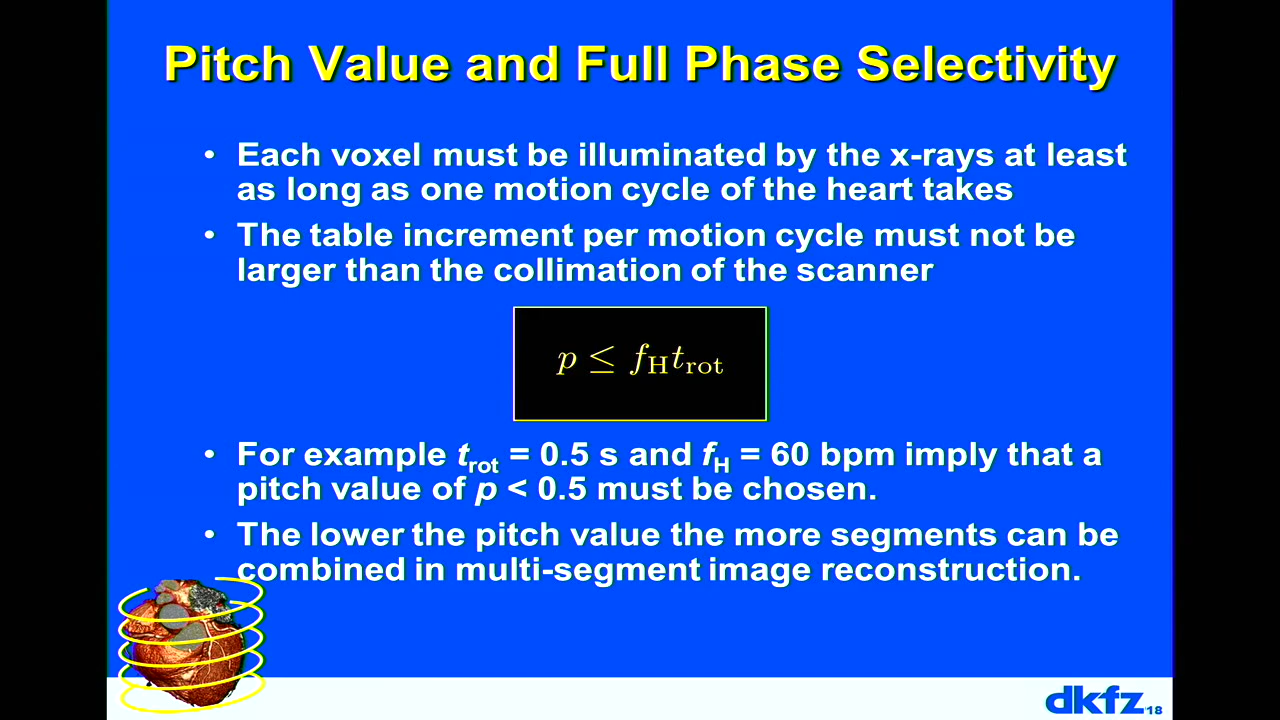 Pitch Value and Full Phase Selectivity
• Each voxel must be illuminated by the x-rays at least
as long as one motion cycle of the heart takes
• The table increment per motion cycle must not be
larger than the collimation of the scanner
p ≤ f_H t_rot
• For example t_rot = 0.5 s and f_H = 60 bpm imply that a
pitch value of p < 0.5 must be chosen.
• The lower the pitch value the more segments can be
combined in multi-segment image reconstruction.
dkfz. 18